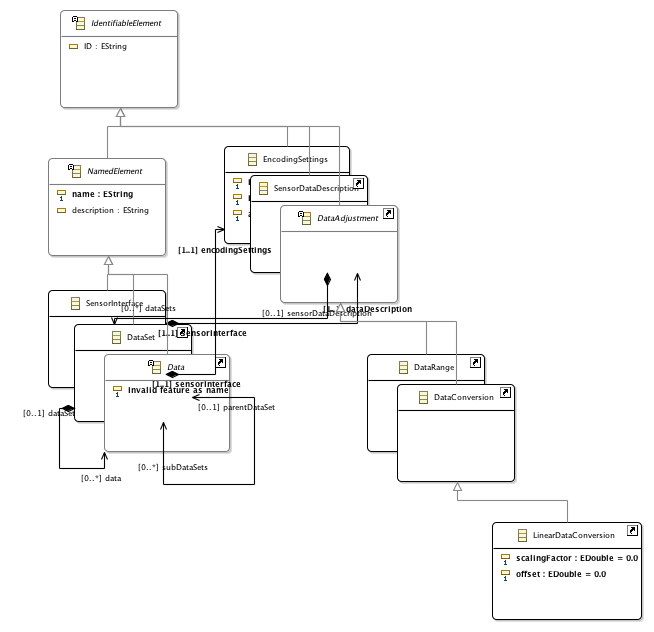 IdentifiableElement
ID : EString
NamedElement
name : EString
description : EString
EncodingSettings
SensorDataDescription
DataAdjustment
[1..1] encodingSettings
SensorInterface
[0..*] dataSets
[0..1] sensorDataDescription
dataDescription
DataSet
[1..1] sensorInterface
Data
[1..1] sensorInterface
invalid feature as name
[0..1] parentDataSet
[0..1] dataSet
[0..*] subDataSets
[0..*] data
DataRange
DataConversion
LinearDataConversion
scalingFactor : EDouble = 0.0
offset : EDouble = 0.0